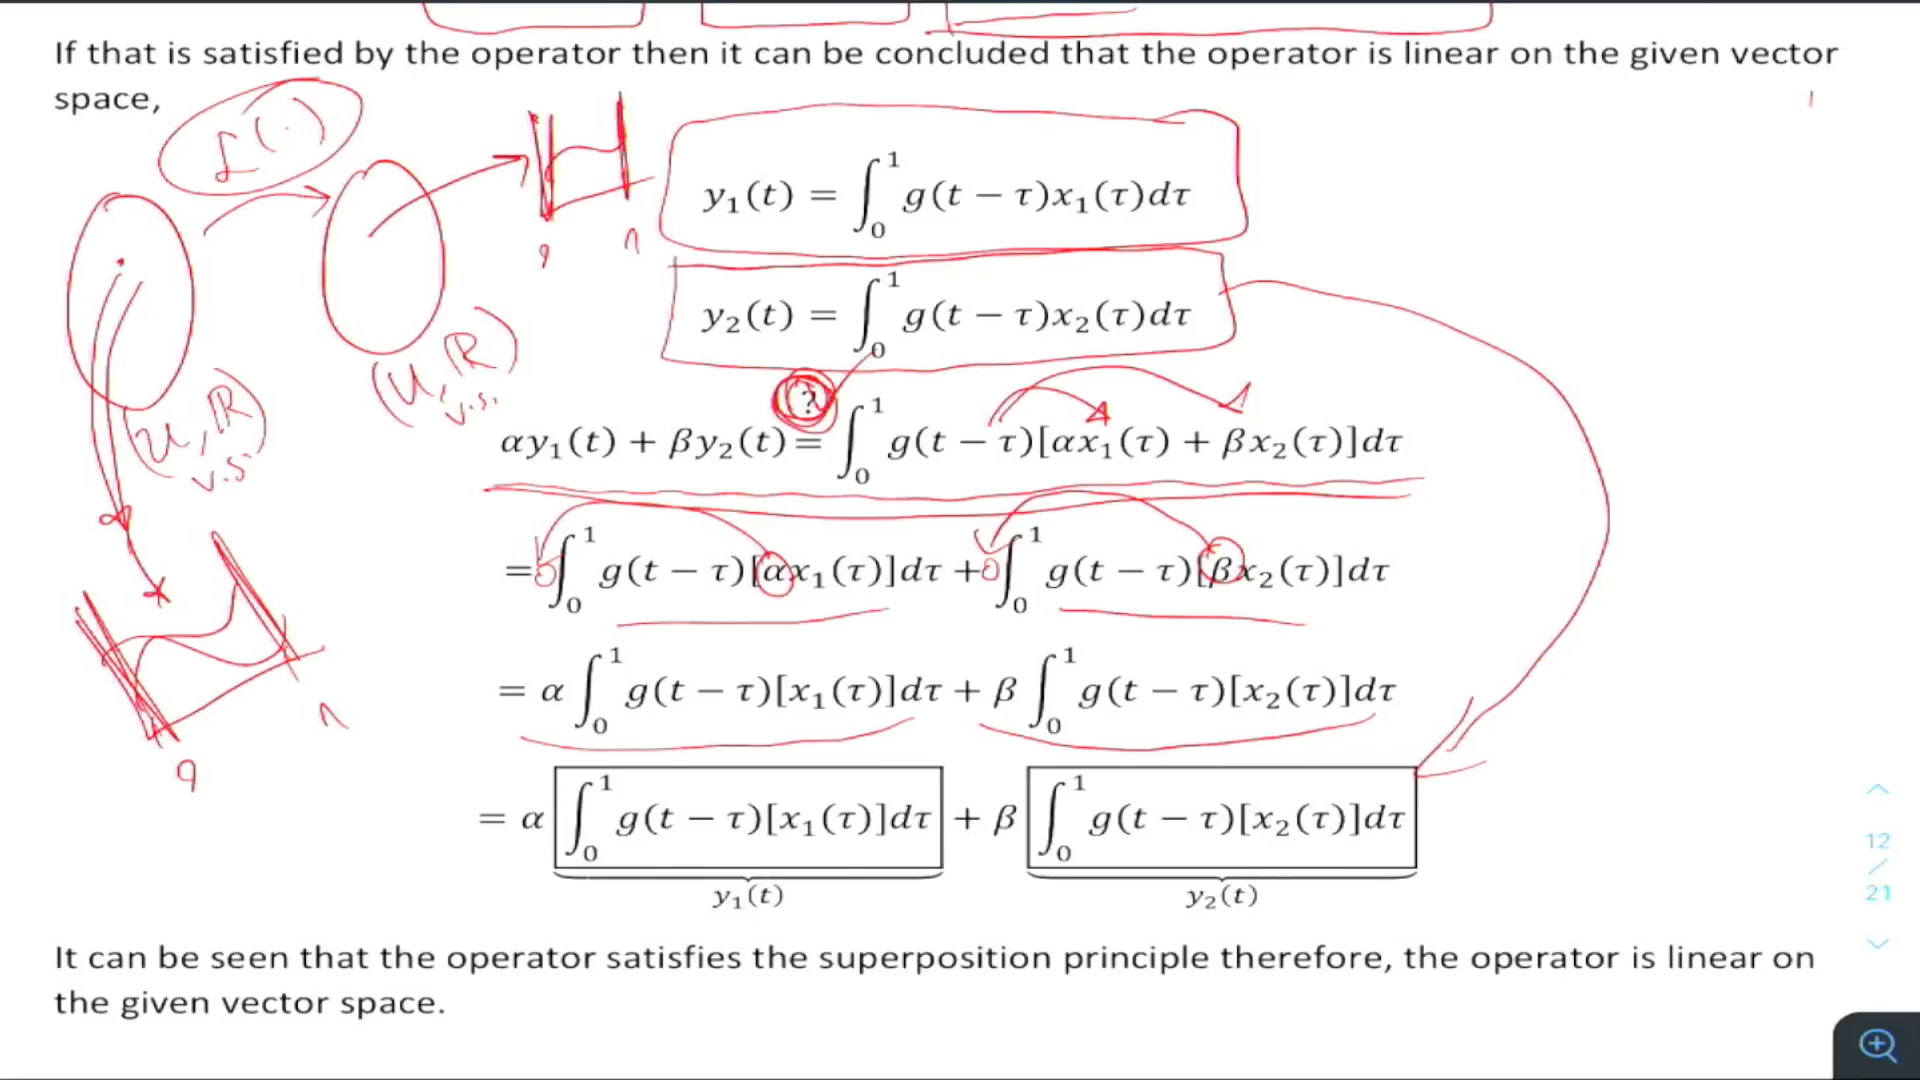 If that is satisfied by the operator then it can be concluded that the operator is linear on the given vector
space,
L(.)
y₁(t) = ∫₀¹ g(t − τ)x₁(τ)dτ
y₂(t) = ∫₀¹ g(t − τ)x₂(τ)dτ
(U, R)
v.s.
(U, R)
v.s.
?
αy₁(t) + βy₂(t) = ∫₀¹ g(t − τ)[αx₁(τ) + βx₂(τ)]dτ
= ∫₀¹ g(t − τ)[αx₁(τ)]dτ + ∫₀¹ g(t − τ)[βx₂(τ)]dτ
= α ∫₀¹ g(t − τ)[x₁(τ)]dτ + β ∫₀¹ g(t − τ)[x₂(τ)]dτ
= α ∫₀¹ g(t − τ)[x₁(τ)]dτ + β ∫₀¹ g(t − τ)[x₂(τ)]dτ
y₁(t) y₂(t)
12
/
21
It can be seen that the operator satisfies the superposition principle therefore, the operator is linear on
the given vector space.